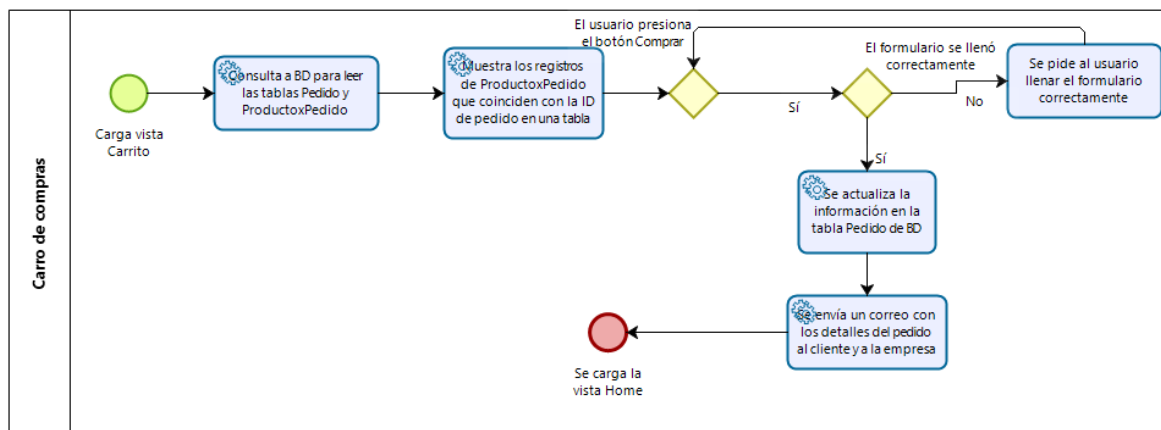 Carro de compras
Carga vista
Carrito
Consulta a BD para leer
las tablas Pedido y
ProductoxPedido
Muestra los registros
de ProductoxPedido
que coinciden con la ID
de pedido en una tabla
El usuario presiona
el botón Comprar
Sí
El formulario se llenó
correctamente
No
Se pide al usuario
llenar el formulario
correctamente
Sí
Se actualiza la
información en la
tabla Pedido de BD
Se envía un correo con
los detalles del pedido
al cliente y a la empresa
Se carga la
vista Home